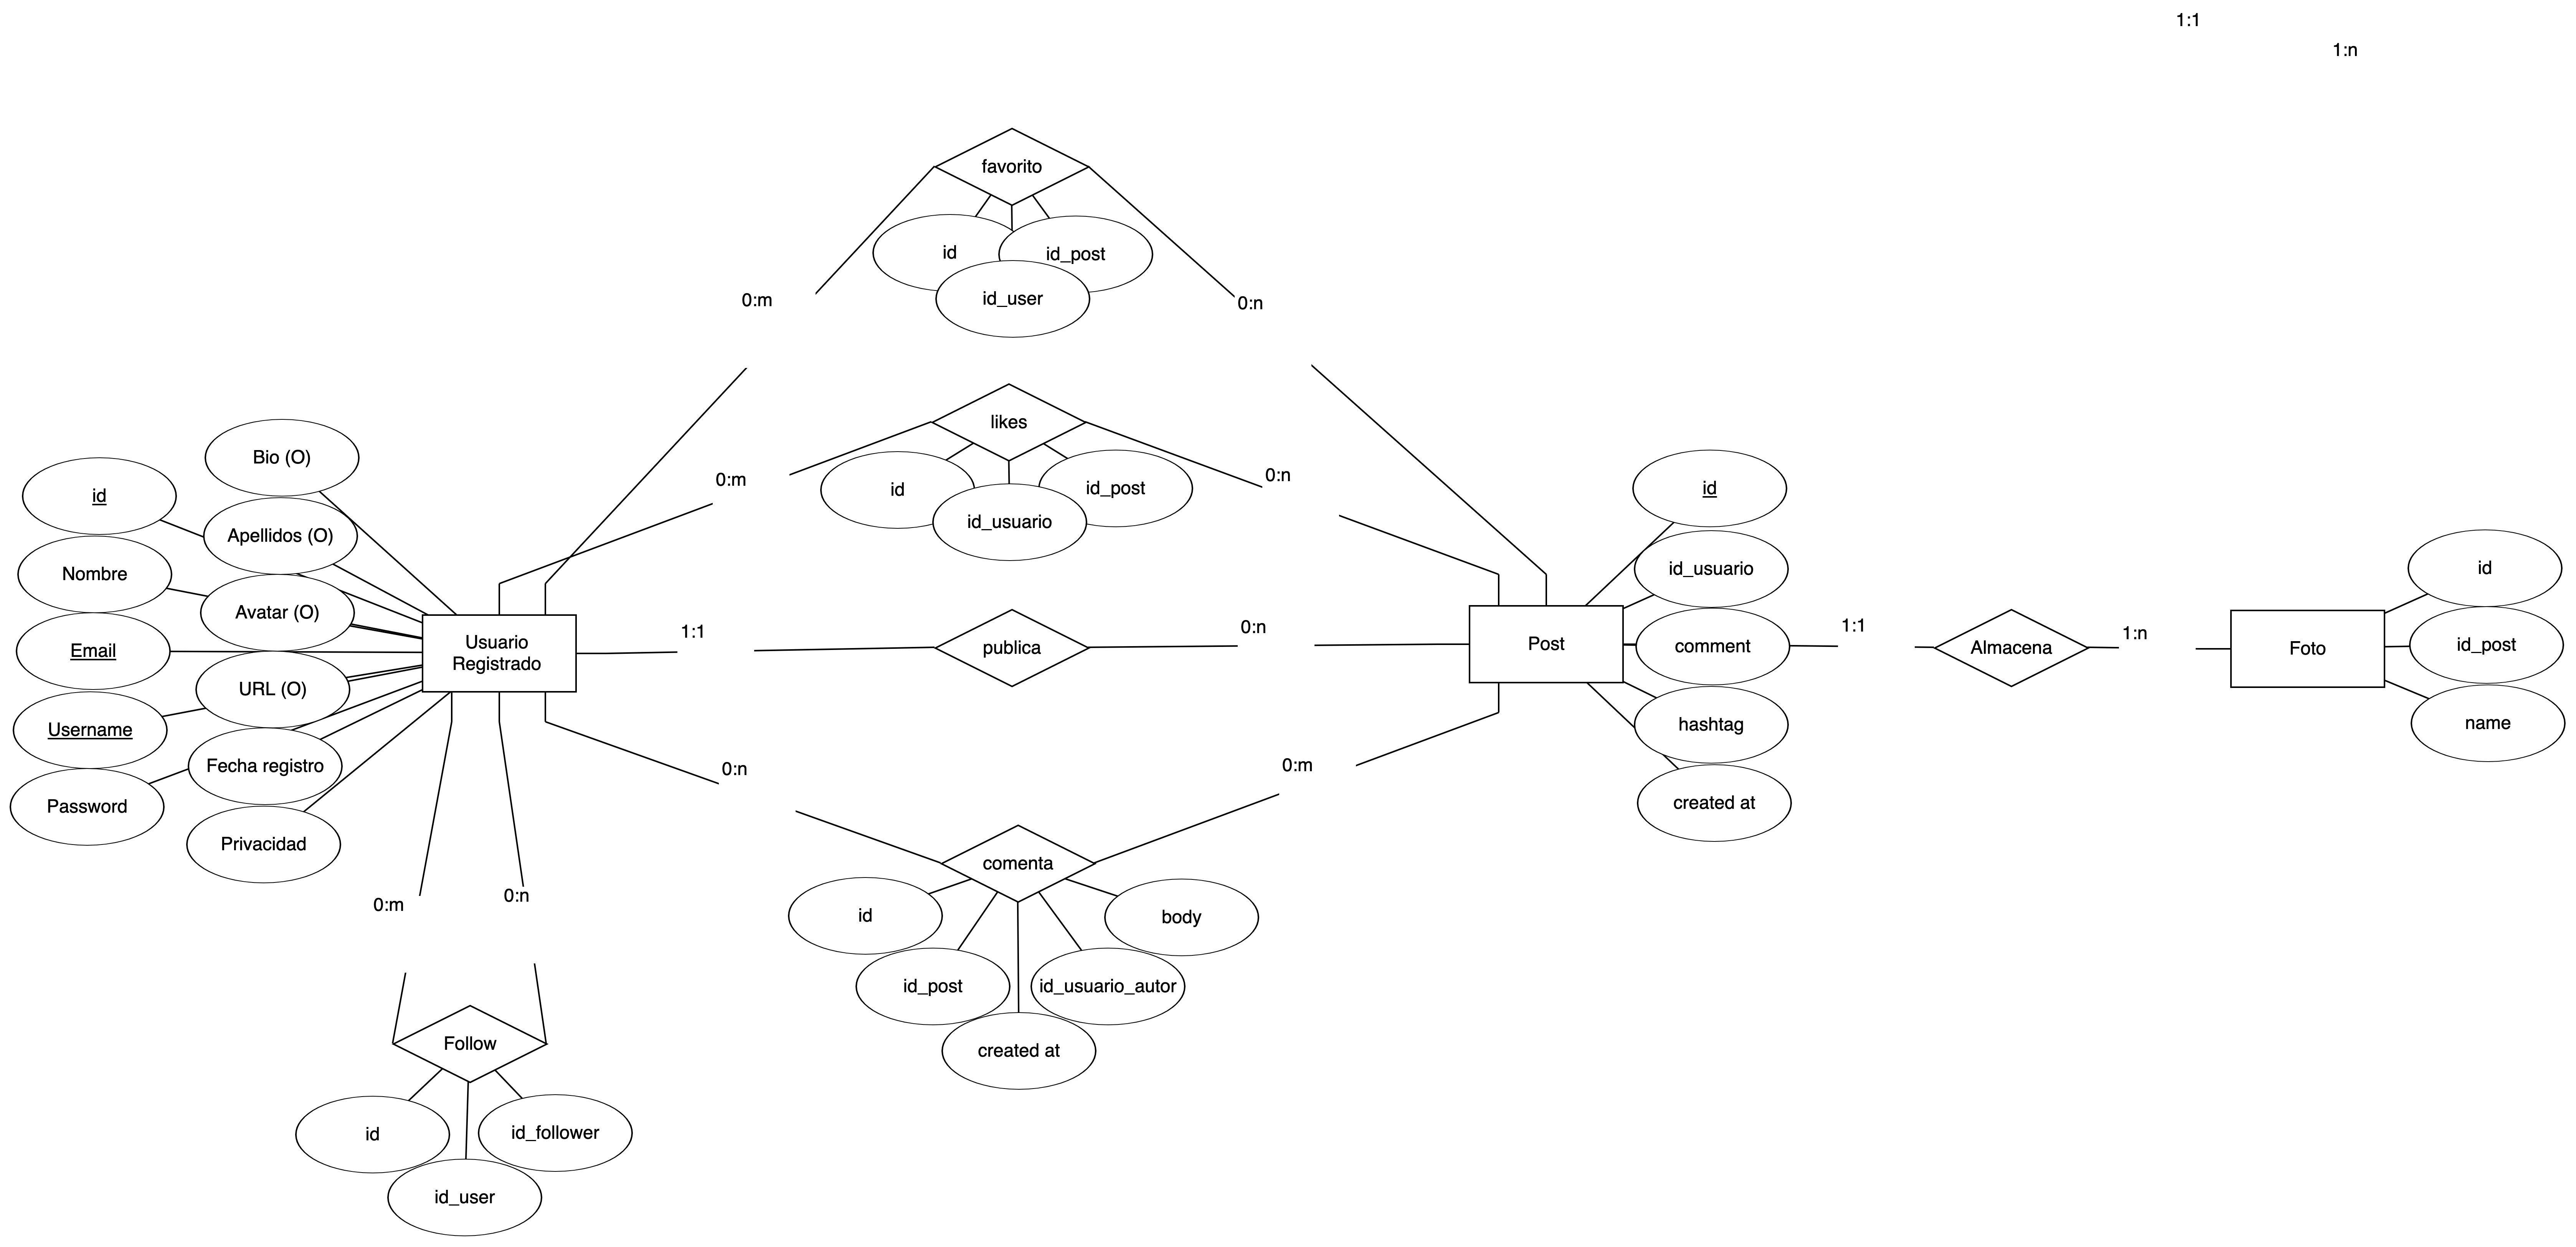 1:1
1:n
favorito
id
id_post
id_user
0:m
0:n
likes
id
id_usuario
id_post
0:m
0:n
Bio (O)
id
Apellidos (O)
Nombre
Avatar (O)
Email
URL (O)
Username
Fecha registro
Password
Privacidad
Usuario
Registrado
1:1
publica
0:n
Post
id
id_usuario
comment
hashtag
created at
1:1
Almacena
1:n
Foto
id
id_post
name
0:n
0:m
comenta
id
body
id_post
id_usuario_autor
created at
0:m
0:n
Follow
id
id_follower
id_user